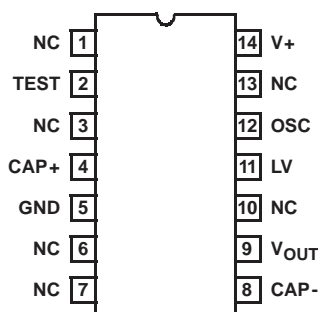 NC 1 14 V+
TEST 2 13 NC
NC 3 12 OSC
CAP+ 4 11 LV
GND 5 10 NC
NC 6 9 VOUT
NC 7 8 CAP-